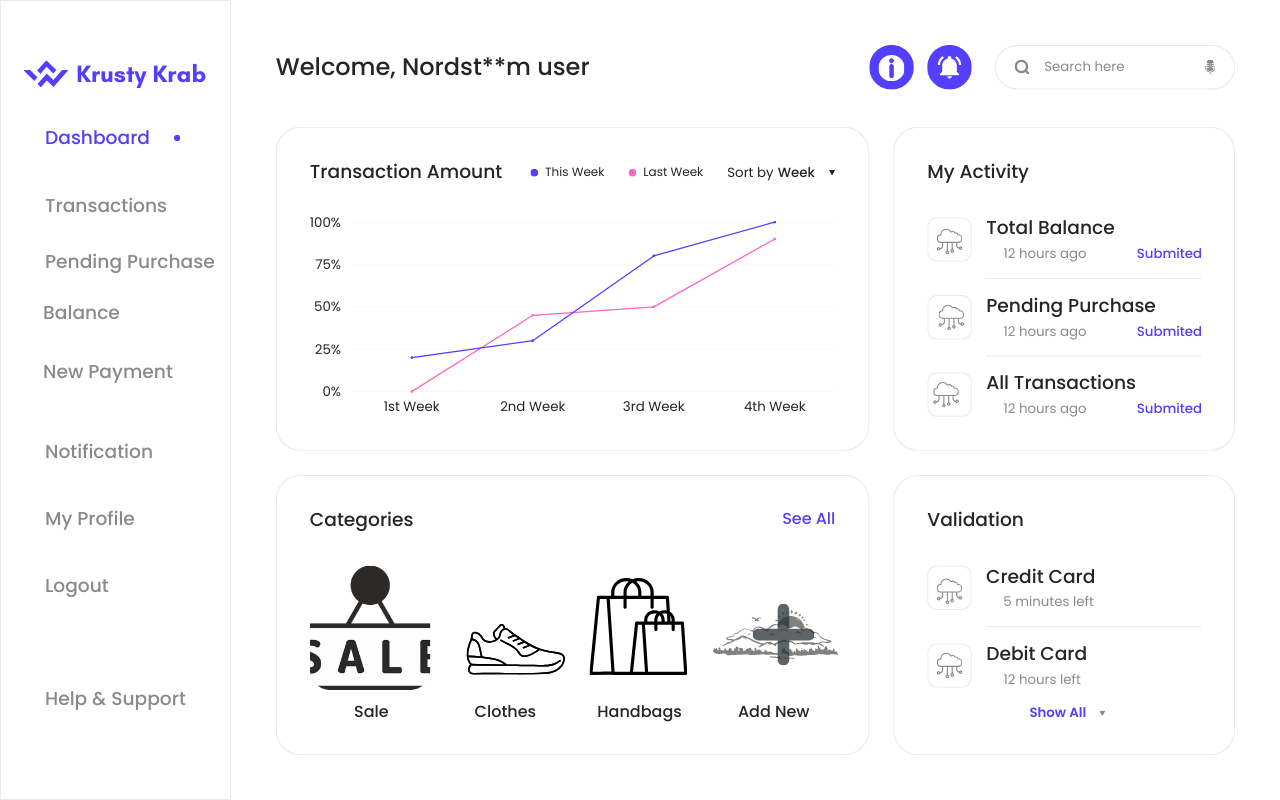 Krusty Krab
Dashboard
Transactions
Pending Purchase
Balance
New Payment
Notification
My Profile
Logout
Help & Support
Welcome, Nordst**m user
Search here
Transaction Amount
This Week
Last Week
Sort by Week
100%
75%
50%
25%
0%
1st Week
2nd Week
3rd Week
4th Week
My Activity
Total Balance
12 hours ago
Submited
Pending Purchase
12 hours ago
Submited
All Transactions
12 hours ago
Submited
Categories
See All
SALE
Sale
Clothes
Handbags
Add New
Validation
Credit Card
5 minutes left
Debit Card
12 hours left
Show All